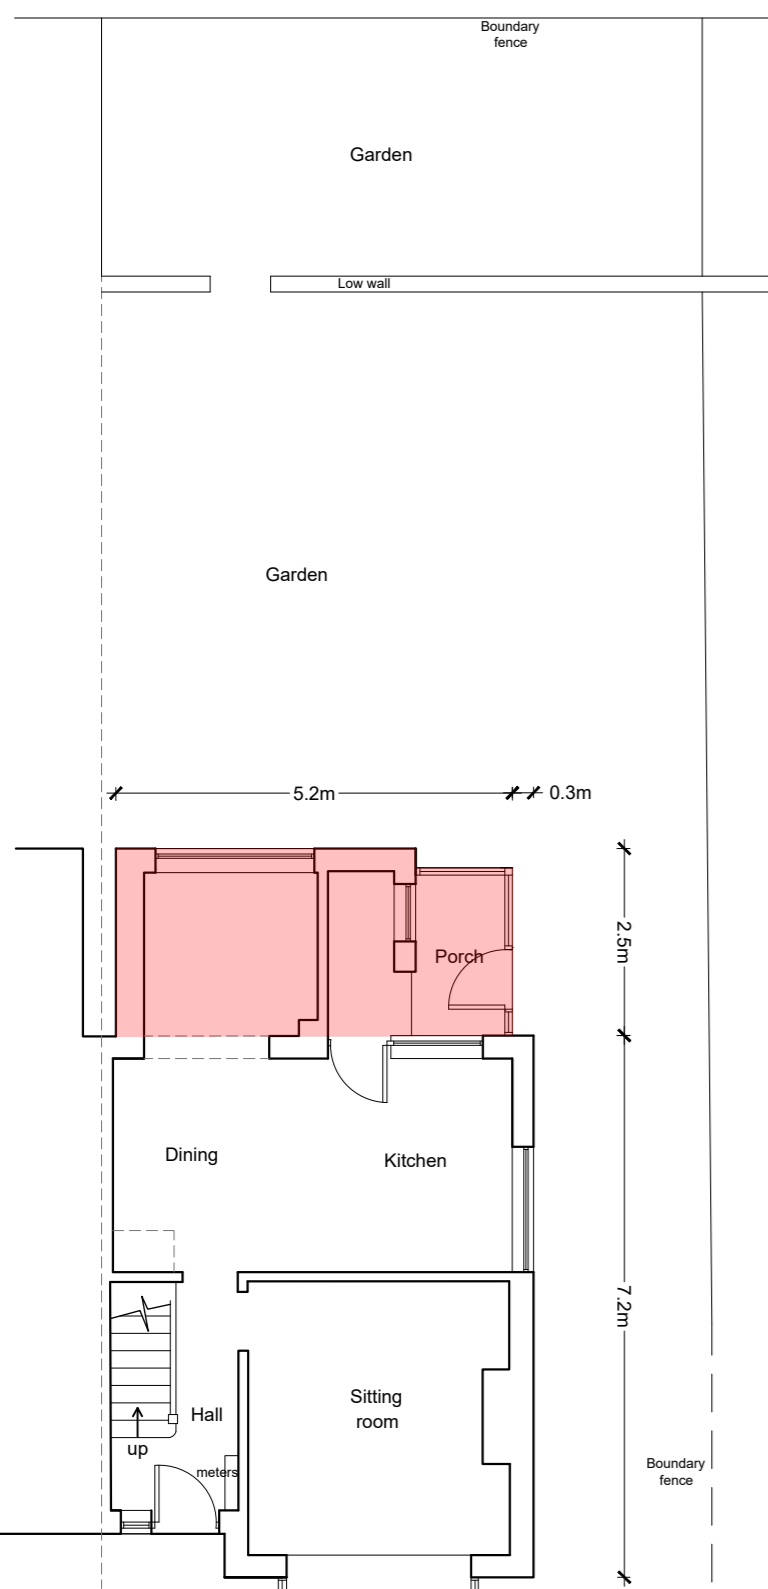 Boundary
fence
Garden
Low wall
Garden
5.2m
0.3m
2.5m
Porch
Dining
Kitchen
7.2m
Sitting
room
Hall
up
meters
Boundary
fence